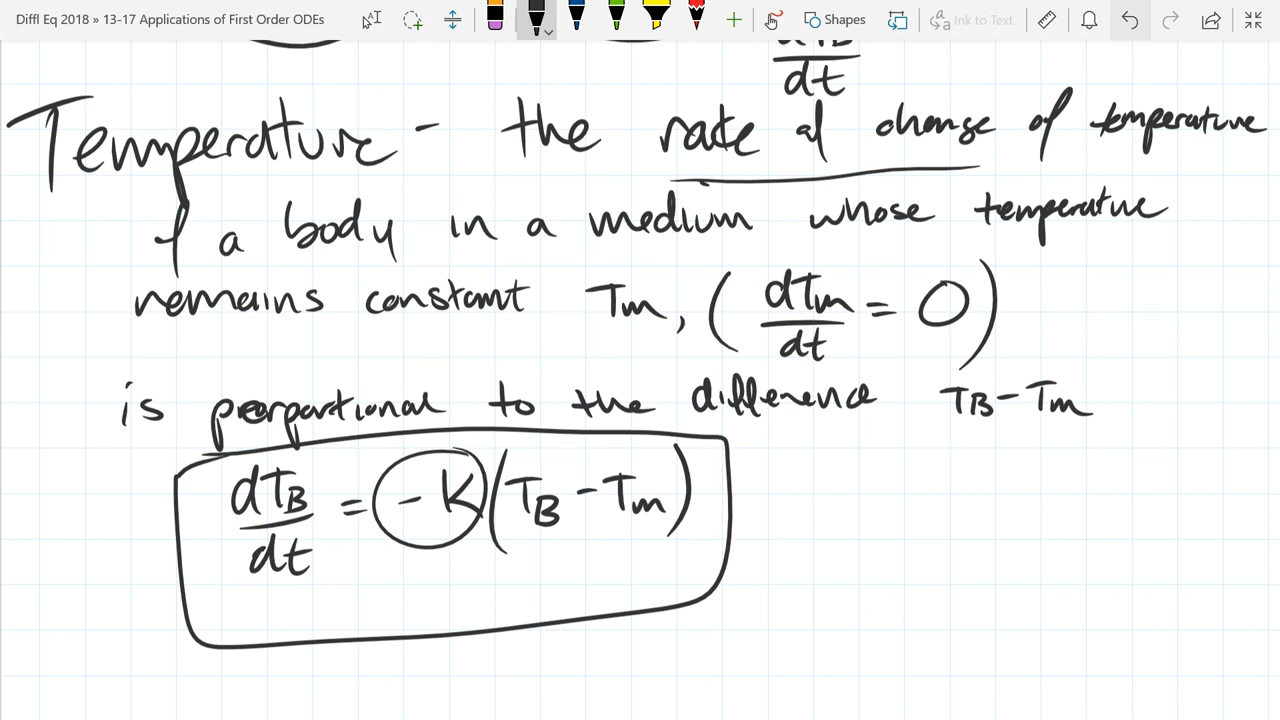 Diffl Eq 2018 » 13-17 Applications of First Order ODEs
Shapes
Ink to Text
dTB
dt
Temperature - the rate of change of temperature
of a body in a medium whose temperature
remains constant Tm, (dTm/dt = 0)
is proportional to the difference TB-Tm
dTB/dt = -K(TB-Tm)